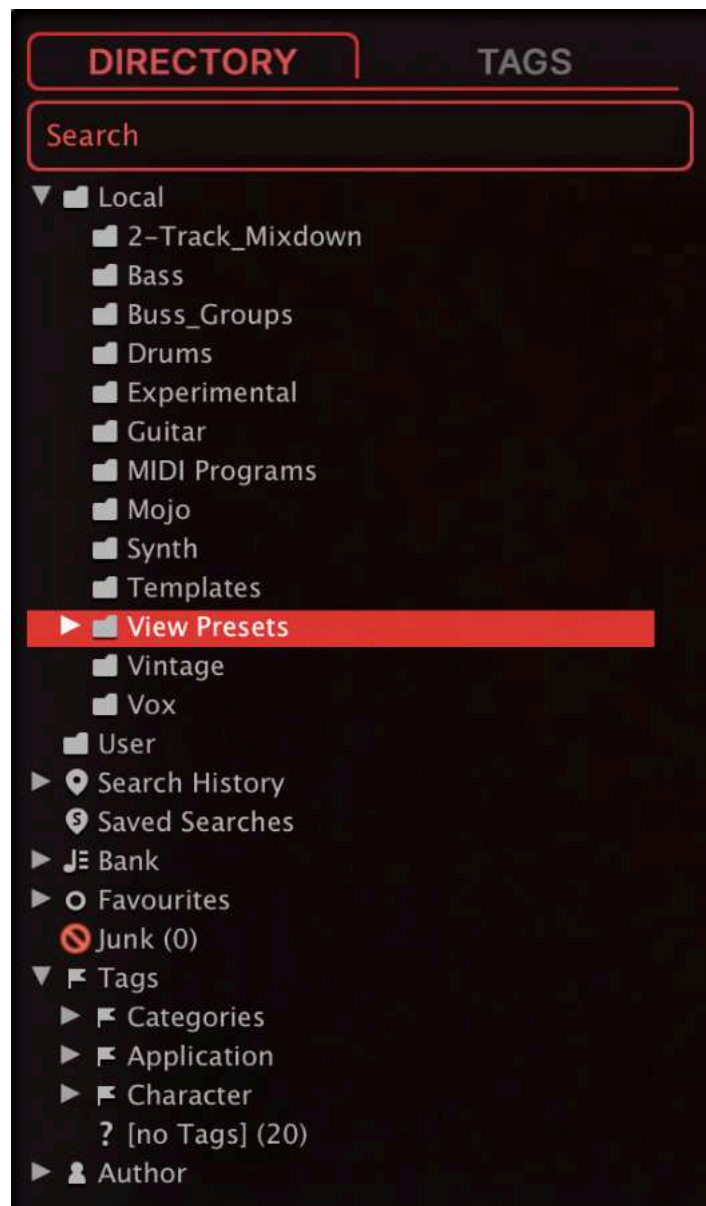 DIRECTORY TAGS
Search
Local
2-Track_Mixdown
Bass
Buss_Groups
Drums
Experimental
Guitar
MIDI Programs
Mojo
Synth
Templates
View Presets
Vintage
Vox
User
Search History
S Saved Searches
Bank
Favourites
Junk (0)
Tags
Categories
Application
Character
? [no Tags] (20)
Author